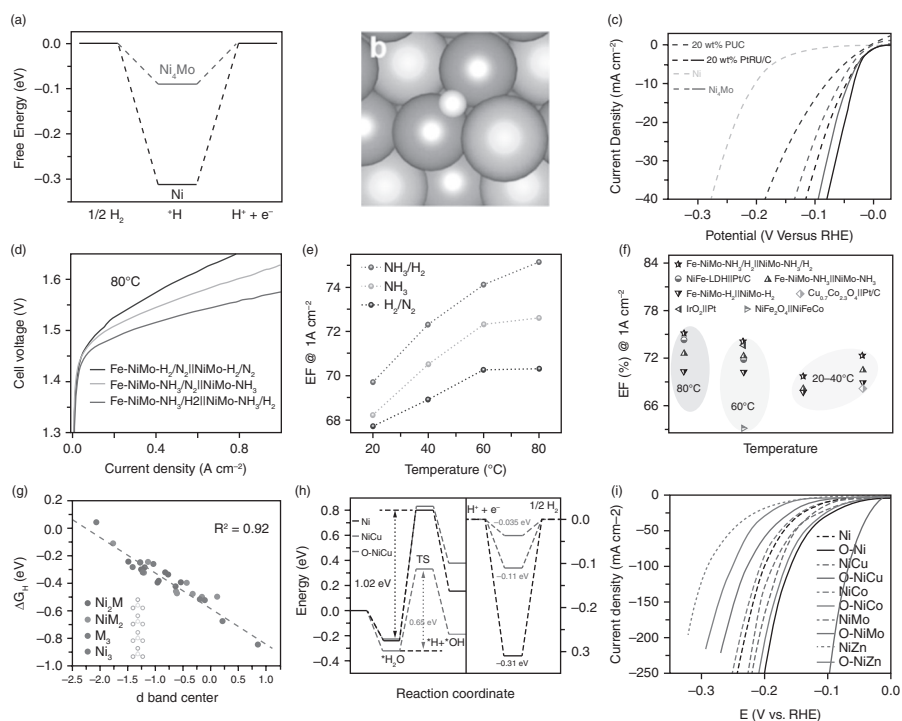 (a)
0.0
−0.1
−0.2
−0.3
Free Energy (eV)
Ni4Mo
Ni
1/2 H2
*H
H+ + e−
b
(c)
0
−10
−20
−30
−40
Current Density (mA cm−2)
20 wt% PUC
20 wt% PtRU/C
Ni
Ni4Mo
−0.3
−0.2
−0.1
−0.0
Potential (V Versus RHE)
(d)
80°C
1.6
1.5
1.4
1.3
Cell voltage (v)
Fe-NiMo-H2/N2||NiMo-H2/N2
Fe-NiMo-NH3/N2||NiMo-NH3
Fe-NiMo-NH3/H2||NiMo-NH3/H2
0.0
0.4
0.8
Current density (A cm−2)
(e)
NH3/H2
NH3
H2/N2
74
72
70
68
EF @ 1A cm−2
20
40
60
80
Temperature (°C)
(f)
84
78
72
66
EF (%) @ 1A cm−2
Fe-NiMo-NH3/H2||NiMo-NH3/H2
NiFe-LDH||Pt/C
Fe-NiMo-NH3||NiMo-NH3
Fe-NiMo-H2||NiMo-H2
Cu0.7Co2.3O4||Pt/C
IrO2||Pt
NiFe2O4||NiFeCo
80°C
60°C
20–40°C
Temperature
(g)
0.2
0.0
−0.2
−0.4
−0.6
−0.8
−1.0
ΔGH (eV)
R2 = 0.92
Ni2M
NiM2
M3
Ni3
−2.5
−2.0
−1.5
−1.0
−0.5
0.0
0.5
1.0
d band center
(h)
0.8
0.6
0.4
0.2
0.0
−0.2
−0.4
Energy (eV)
Ni
NiCu
O-NiCu
1.02 eV
TS
*H2O
*H+*OH
H+ + e−
1/2 H2
−0.035 eV
−0.11 eV
−0.31 eV
0.0
−0.1
−0.2
0.3
Reaction coordinate
(i)
0
−50
−100
−150
−200
−250
Current density (mA cm−2)
Ni
O-Ni
NiCu
O-NiCu
NiCo
O-NiCo
NiMo
O-NiMo
NiZn
O-NiZn
−0.3
−0.2
−0.1
0.0
E (V vs. RHE)